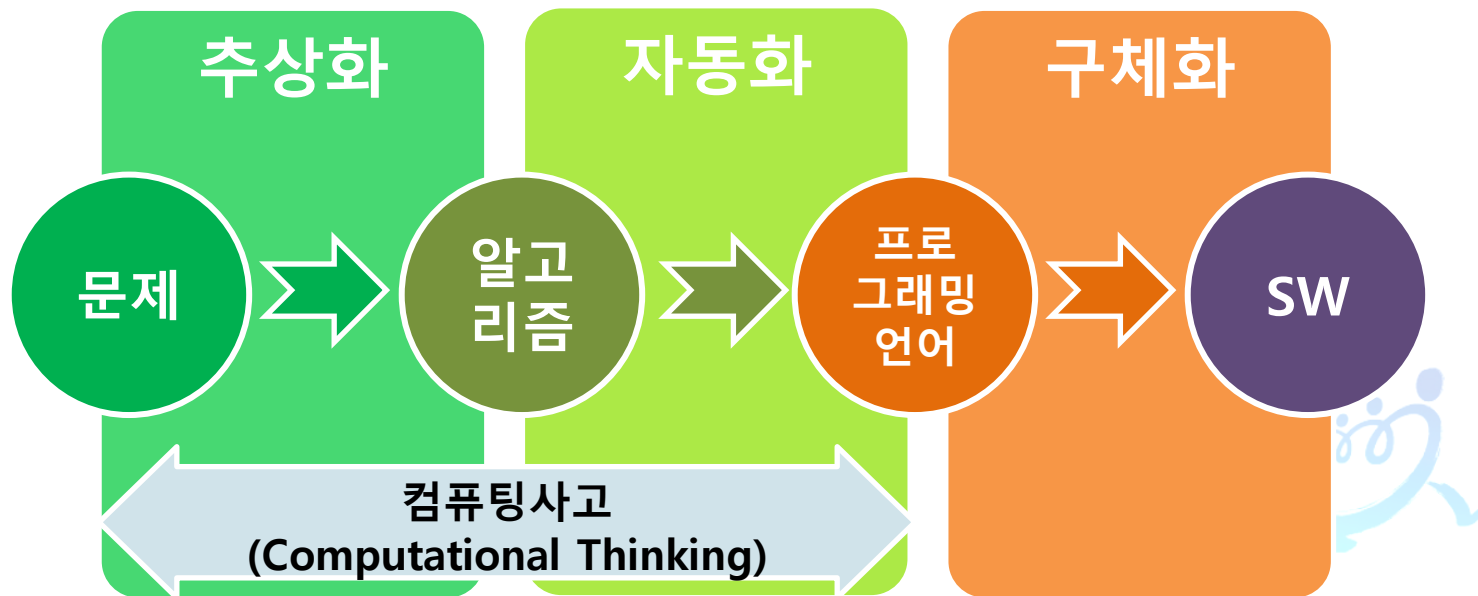 추상화
자동화
구체화
문제
알고
리즘
프로
그래밍
언어
SW
컴퓨팅사고
(Computational Thinking)